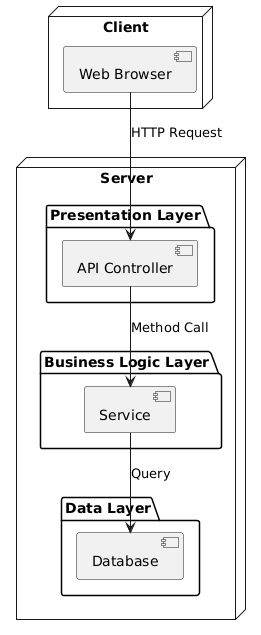 Client
Web Browser
HTTP Request
Server
Presentation Layer
API Controller
Method Call
Business Logic Layer
Service
Query
Data Layer
Database